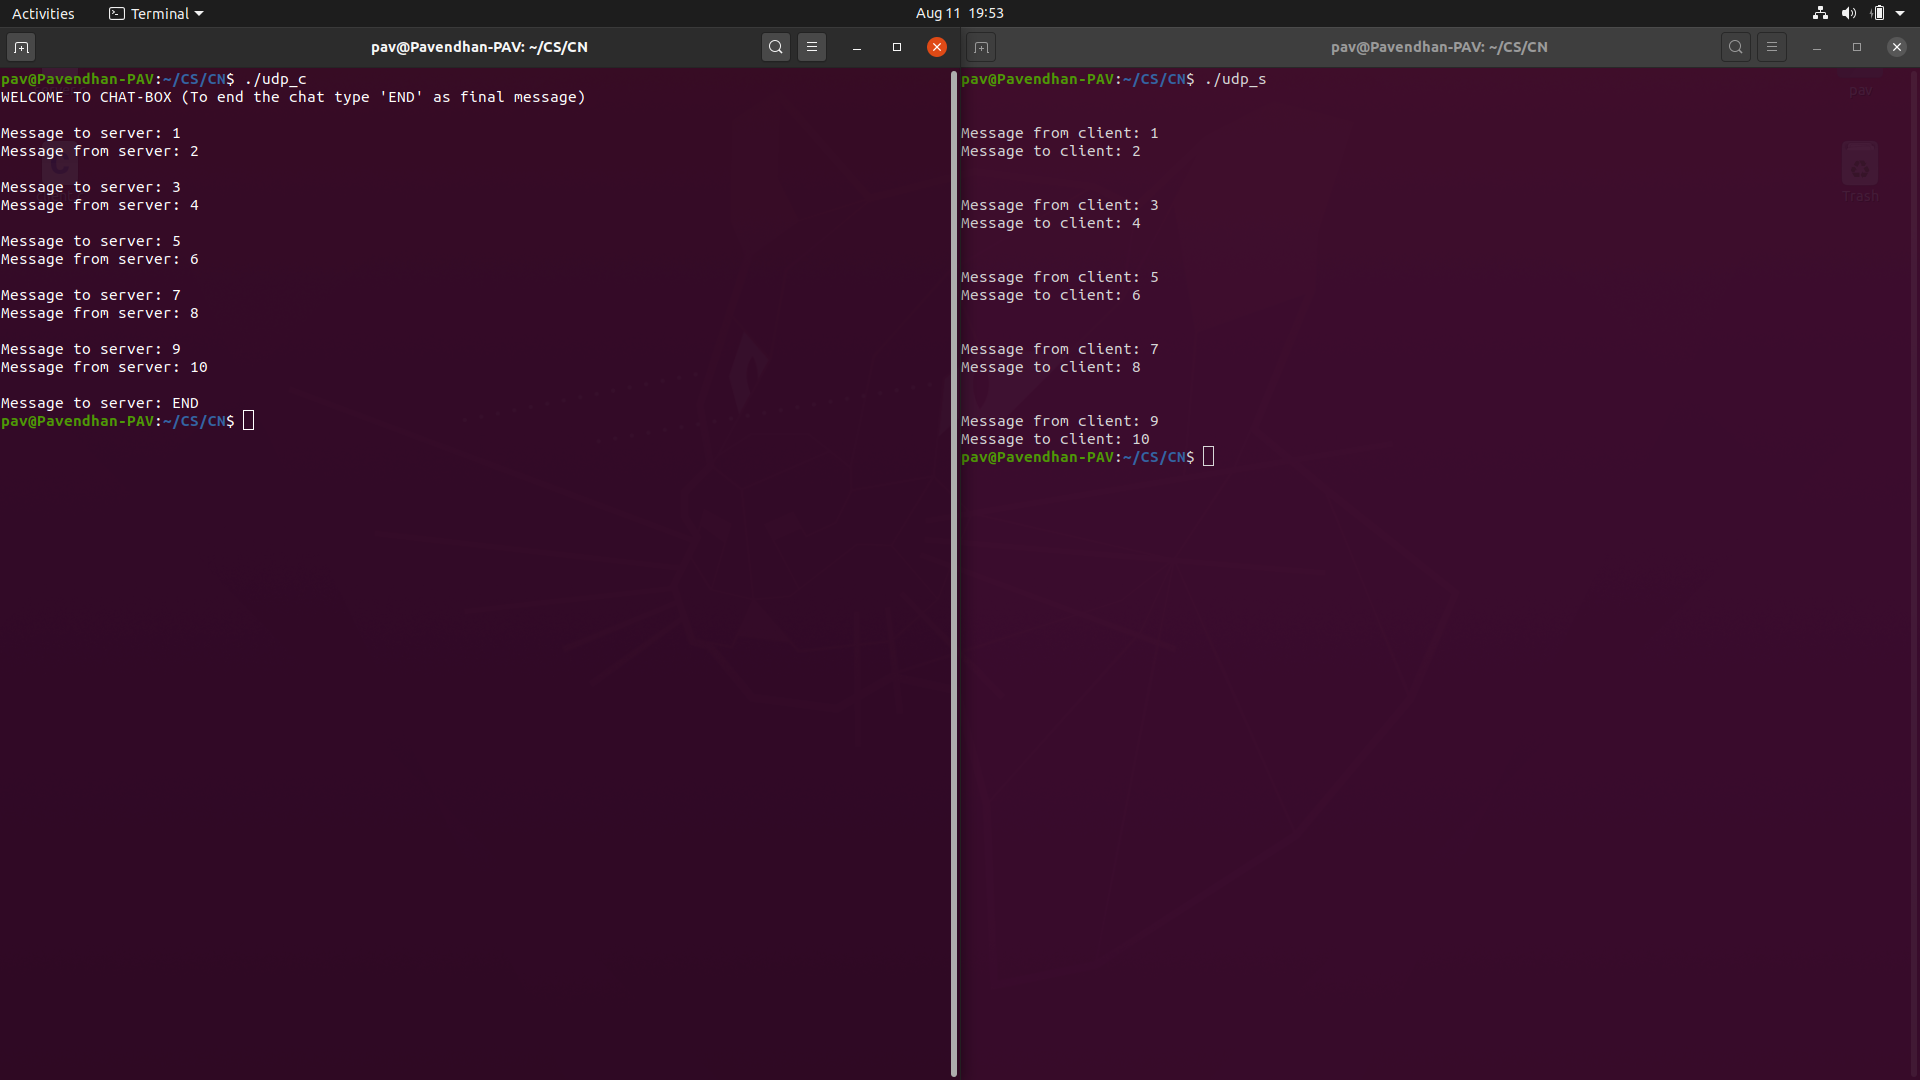 Activities
Terminal
Aug 11 19:53
pav@Pavendhan-PAV: ~/CS/CN
pav@Pavendhan-PAV:~/CS/CN$ ./udp_c
WELCOME TO CHAT-BOX (To end the chat type 'END' as final message)
Message to server: 1
Message from server: 2
Message to server: 3
Message from server: 4
Message to server: 5
Message from server: 6
Message to server: 7
Message from server: 8
Message to server: 9
Message from server: 10
Message to server: END
pav@Pavendhan-PAV:~/CS/CN$
pav@Pavendhan-PAV: ~/CS/CN
pav@Pavendhan-PAV:~/CS/CN$ ./udp_s
Message from client: 1
Message to client: 2
Message from client: 3
Message to client: 4
Message from client: 5
Message to client: 6
Message from client: 7
Message to client: 8
Message from client: 9
Message to client: 10
pav@Pavendhan-PAV:~/CS/CN$
pav
Trash